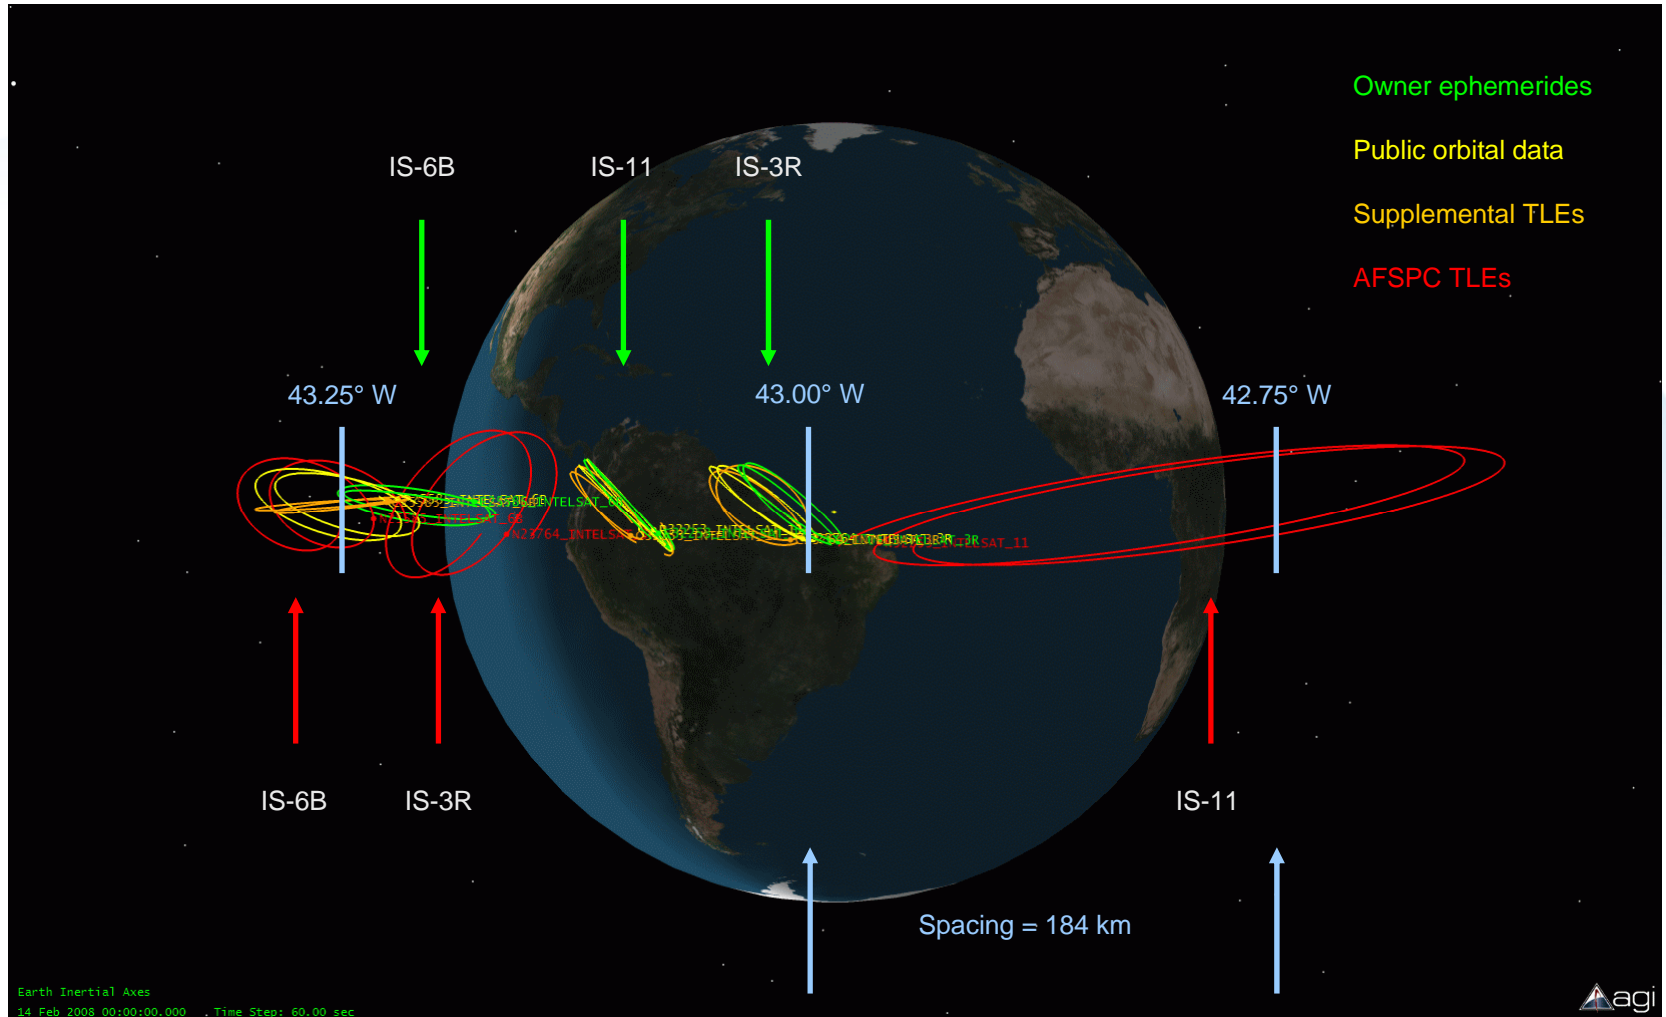 Owner ephemerides
Public orbital data
Supplemental TLEs
AFSPC TLEs
IS-6B IS-11 IS-3R
43.25° W 43.00° W 42.75° W
N23764_INTELSAT
INTELSAT_11
IS-6B IS-3R IS-11
Spacing = 184 km
Earth Inertial Axes
14 Feb 2008 00:00:00.000 Time Step: 60.00 sec
agi